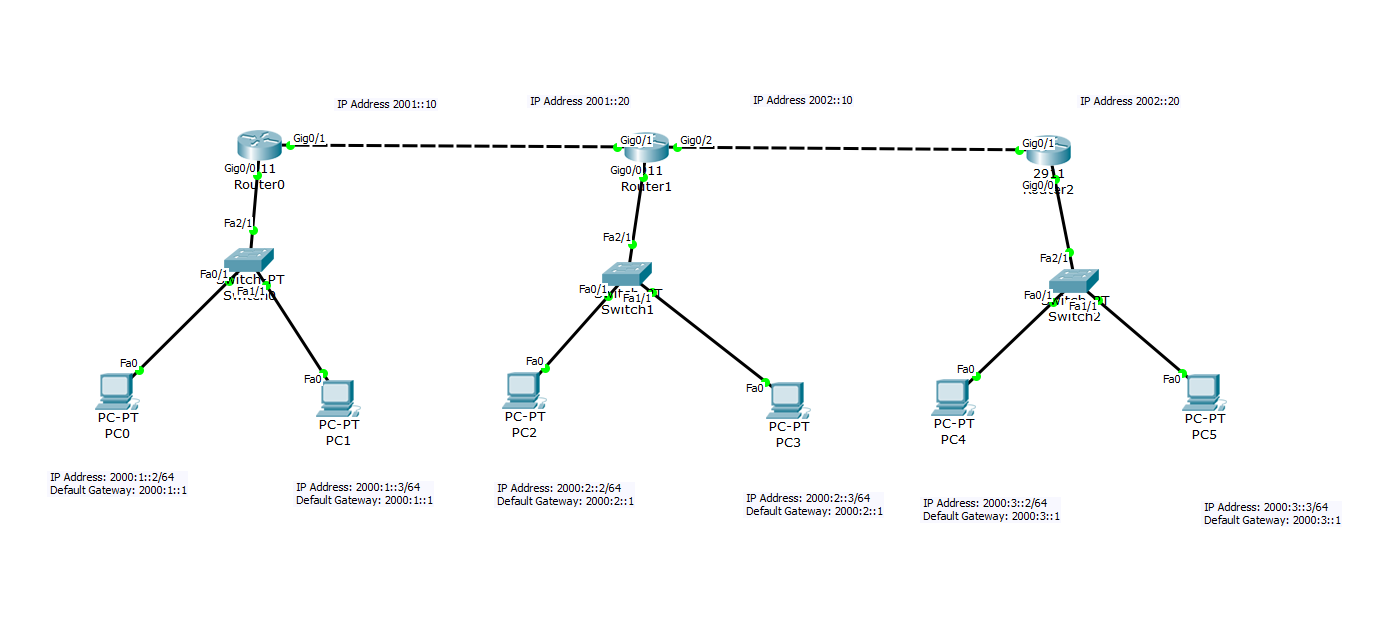 IP Address 2001::10
IP Address 2001::20
IP Address 2002::10
IP Address 2002::20
Gig0/1
Gig0/1
Gig0/2
Gig0/1
Gig0/0 11
Router0
Gig0/0 11
Router1
2911
Gig0/0
Fa2/1
Fa2/1
Fa2/1
Fa0/1
Fa1/1
Fa0/1
Fa1/1
Switch1
Fa0/1
Fa1/1
Switch2
Fa0
Fa0
Fa0
Fa0
Fa0
Fa0
PC-PT
PC0
PC-PT
PC1
PC-PT
PC2
PC-PT
PC3
PC-PT
PC4
PC-PT
PC5
IP Address: 2000:1::2/64
Default Gateway: 2000:1::1
IP Address: 2000:1::3/64
Default Gateway: 2000:1::1
IP Address: 2000:2::2/64
Default Gateway: 2000:2::1
IP Address: 2000:2::3/64
Default Gateway: 2000:2::1
IP Address: 2000:3::2/64
Default Gateway: 2000:3::1
IP Address: 2000:3::3/64
Default Gateway: 2000:3::1